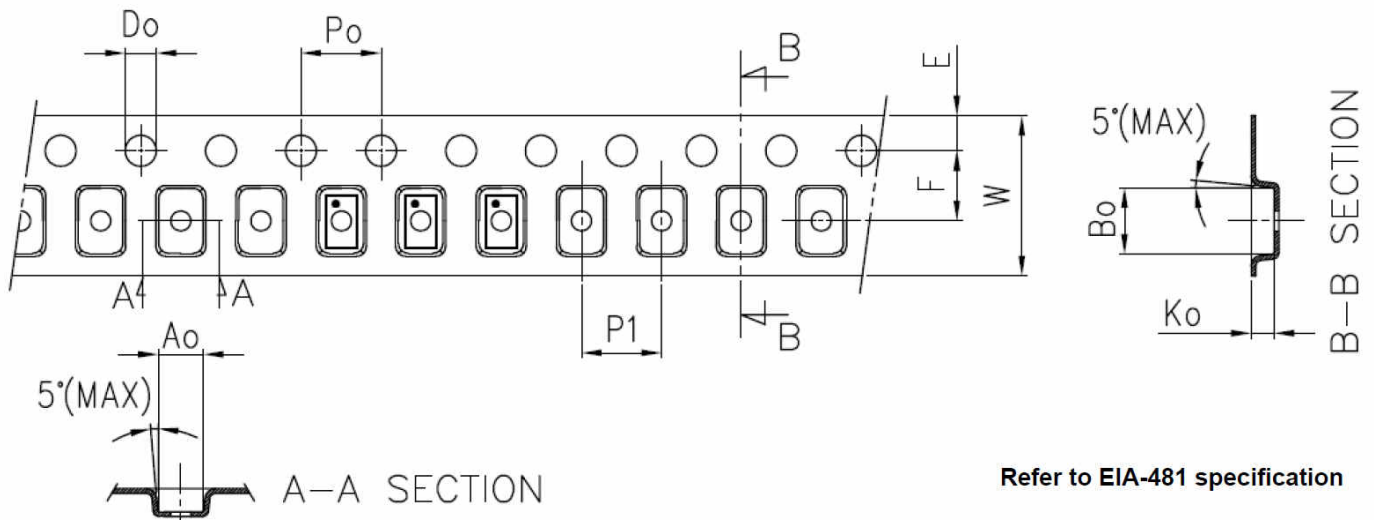 Do
Po
B
E
5°(MAX)
F
W
Bo
B-B SECTION
A
A
Ko
P1
B
Ao
5°(MAX)
A-A SECTION
Refer to EIA-481 specification